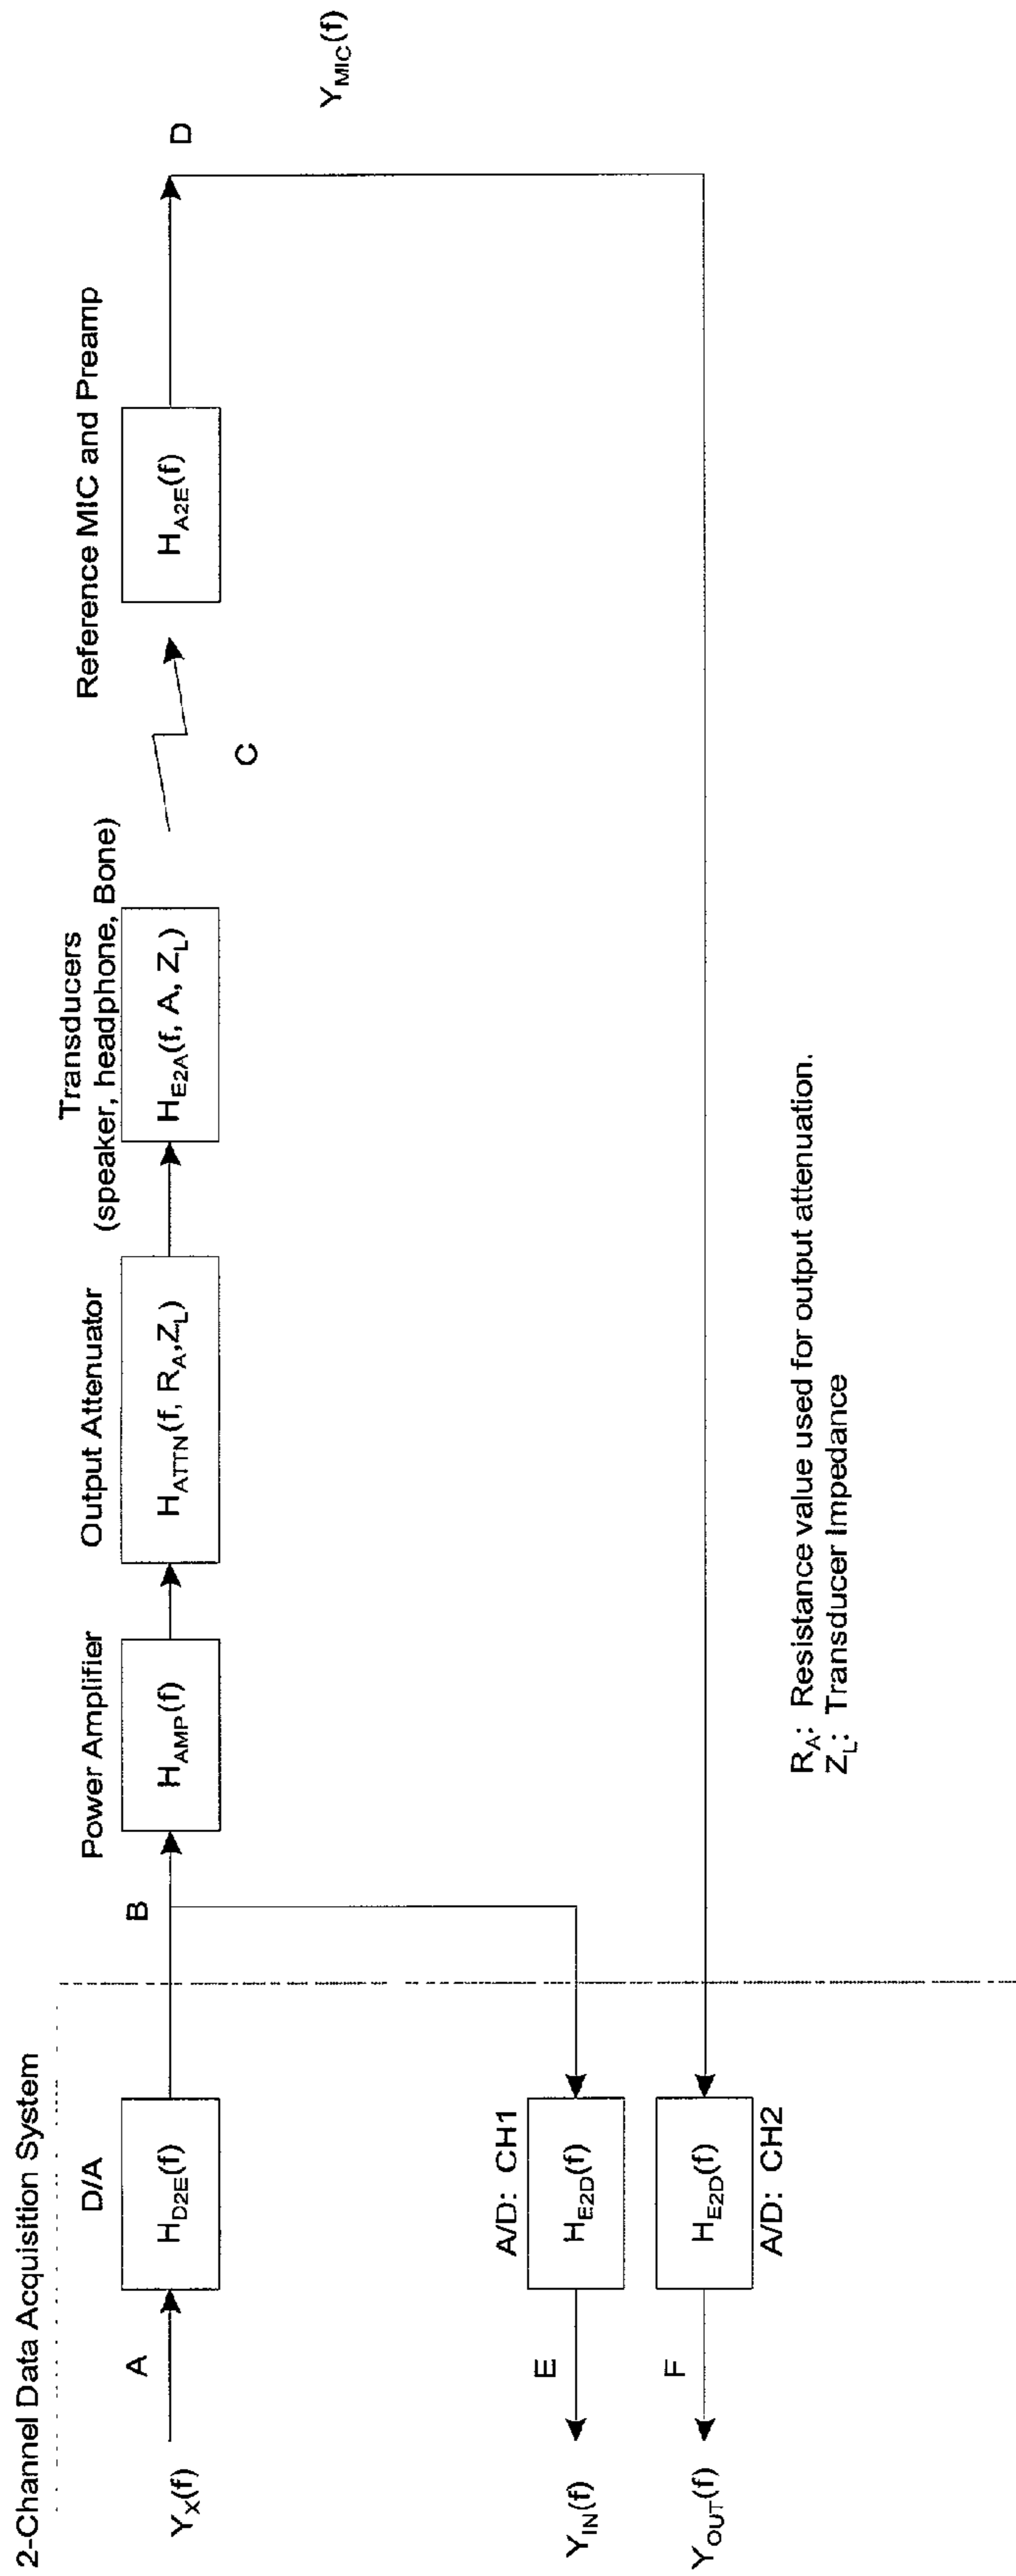 2-Channel Data Acquisition System
D/A
Power Amplifier
Output Attenuator
Transducers
(speaker, headphone, Bone)
Reference MIC and Preamp
Y_X(f)
A
H_D2E(f)
B
H_AMP(f)
H_ATTN(f, R_A,Z_L)
H_E2A(f, A, Z_L)
C
H_A2E(f)
D
Y_MIC(f)
A/D: CH1
Y_IN(f)
E
H_E2D(f)
Y_OUT(f)
F
H_E2D(f)
A/D: CH2
R_A: Resistance value used for output attenuation.
Z_L: Transducer Impedance